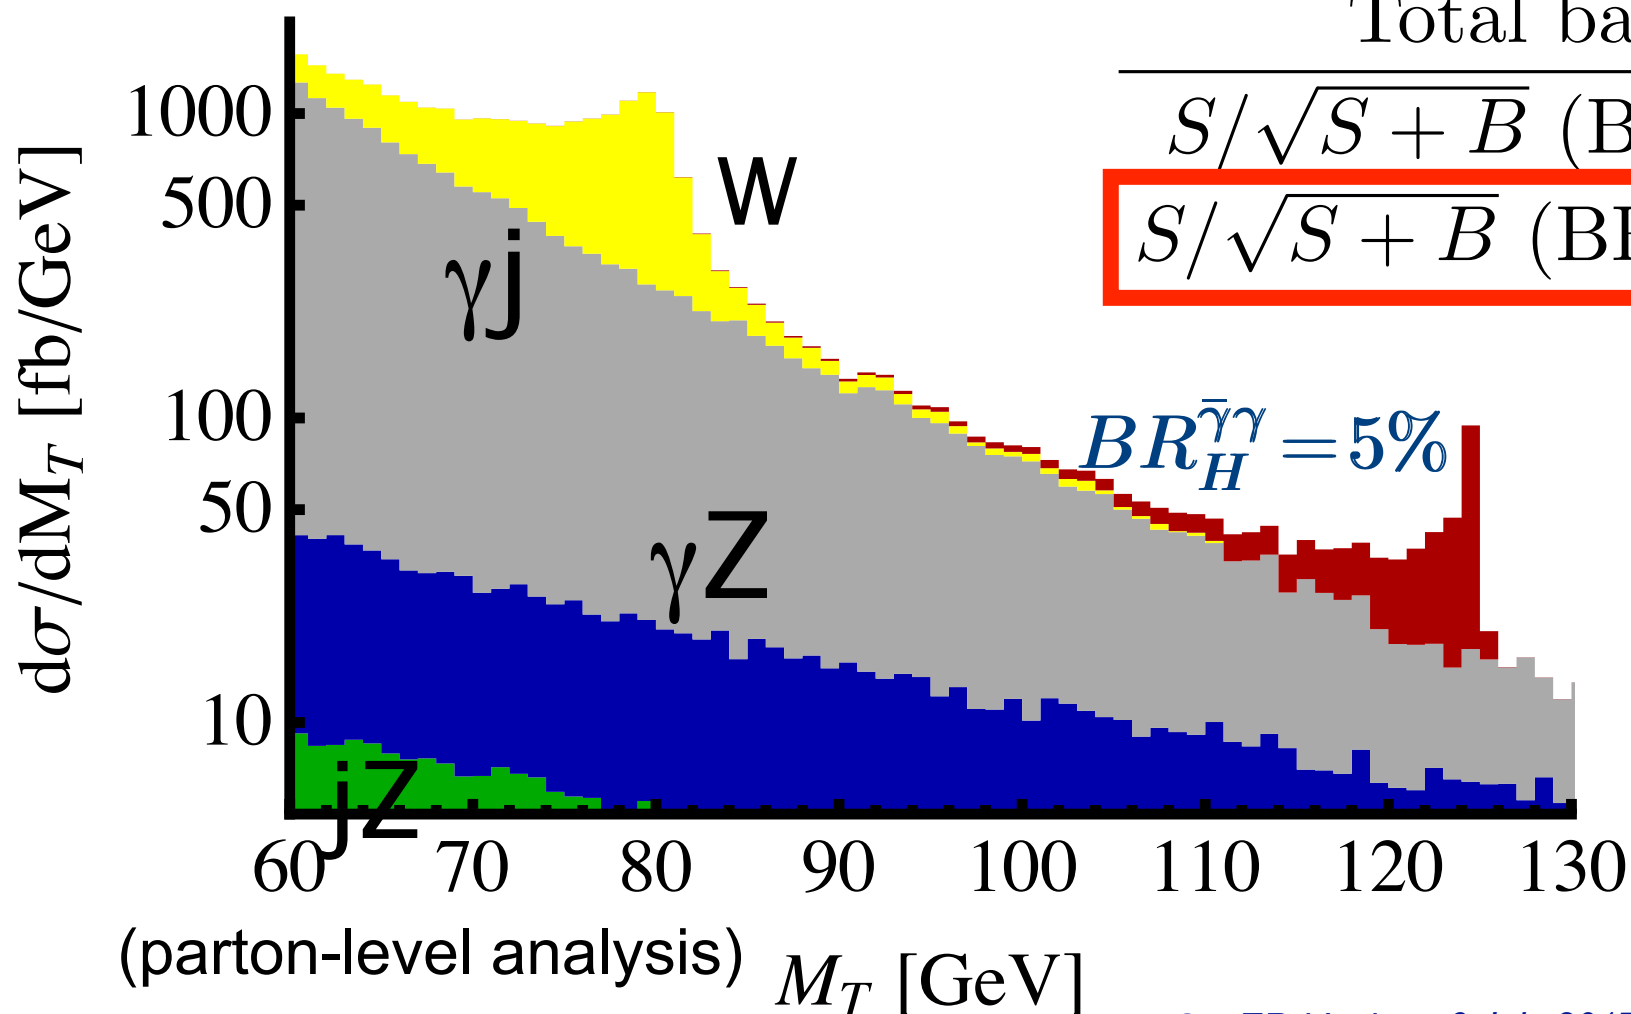 Total ba
S/√S + B (B
S/√S + B (BR
1000
500
100
50
10
dσ/dM_T [fb/GeV]
W
γj
γZ
jZ
BR_H^{γ̄γ} = 5%
60 70 80 90 100 110 120 130
(parton-level analysis)
M_T [GeV]